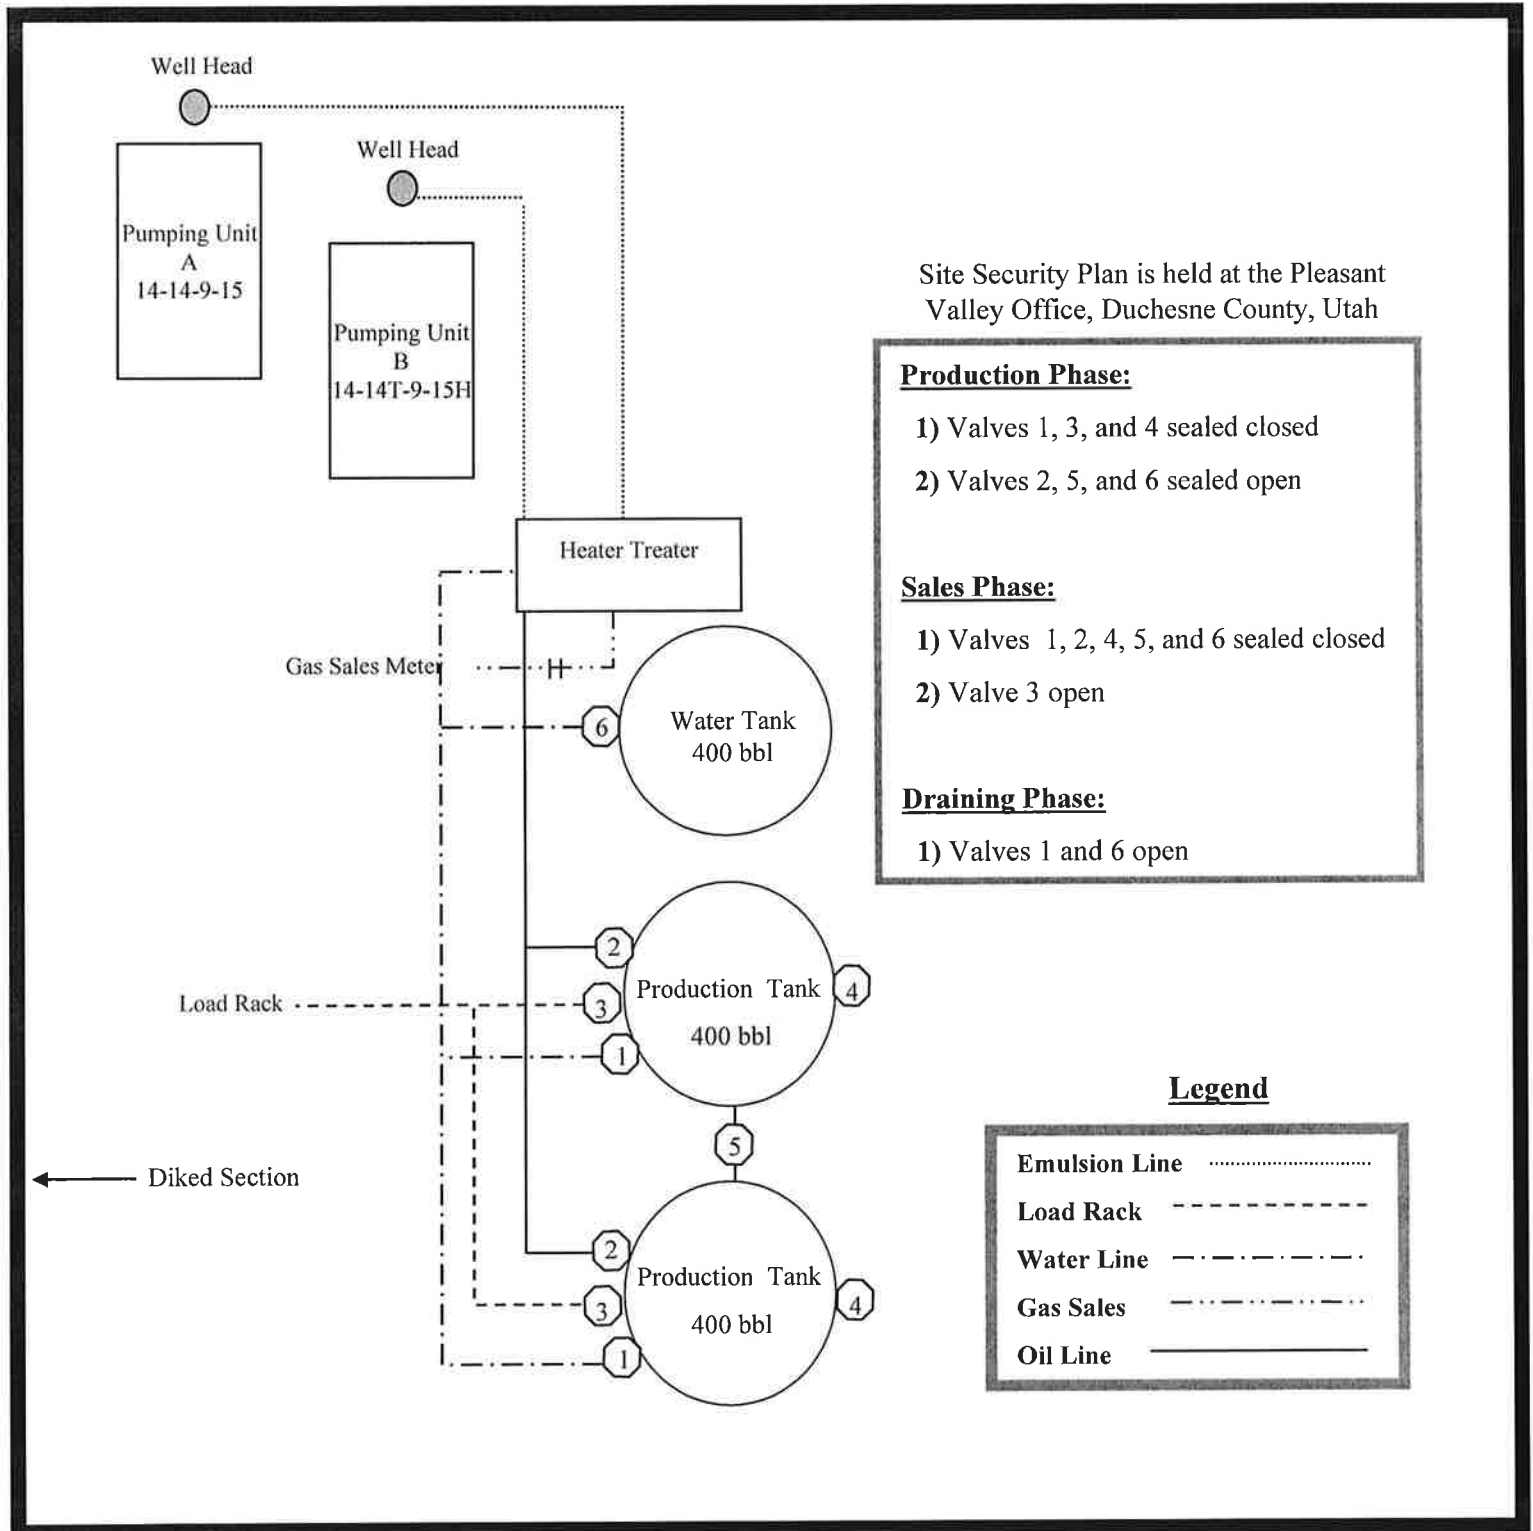 Well Head
Well Head
Pumping Unit
A
14-14-9-15
Pumping Unit
B
14-14T-9-15H
Site Security Plan is held at the Pleasant
Valley Office, Duchesne County, Utah
Production Phase:
1) Valves 1, 3, and 4 sealed closed
2) Valves 2, 5, and 6 sealed open
Sales Phase:
1) Valves 1, 2, 4, 5, and 6 sealed closed
2) Valve 3 open
Draining Phase:
1) Valves 1 and 6 open
Heater Treater
Gas Sales Meter
6
Water Tank
400 bbl
2
Load Rack
3
Production Tank
4
400 bbl
1
5
Diked Section
2
Production Tank
3
4
400 bbl
1
Legend
Emulsion Line
Load Rack
Water Line
Gas Sales
Oil Line